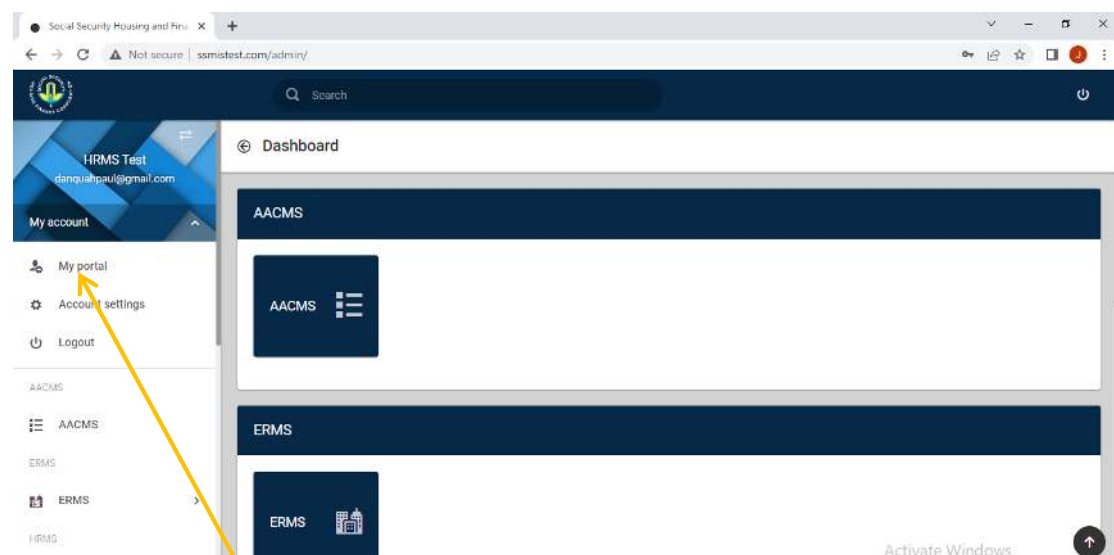 Social Security Housing and Fin
Not secure | ssmistest.com/admin/
J
Search
HRMS Test
danquahpaul@gmail.com
My account
My portal
Account settings
Logout
AACMS
AACMS
ERMS
ERMS
HRMS
Dashboard
AACMS
AACMS
ERMS
ERMS
Activate Windows